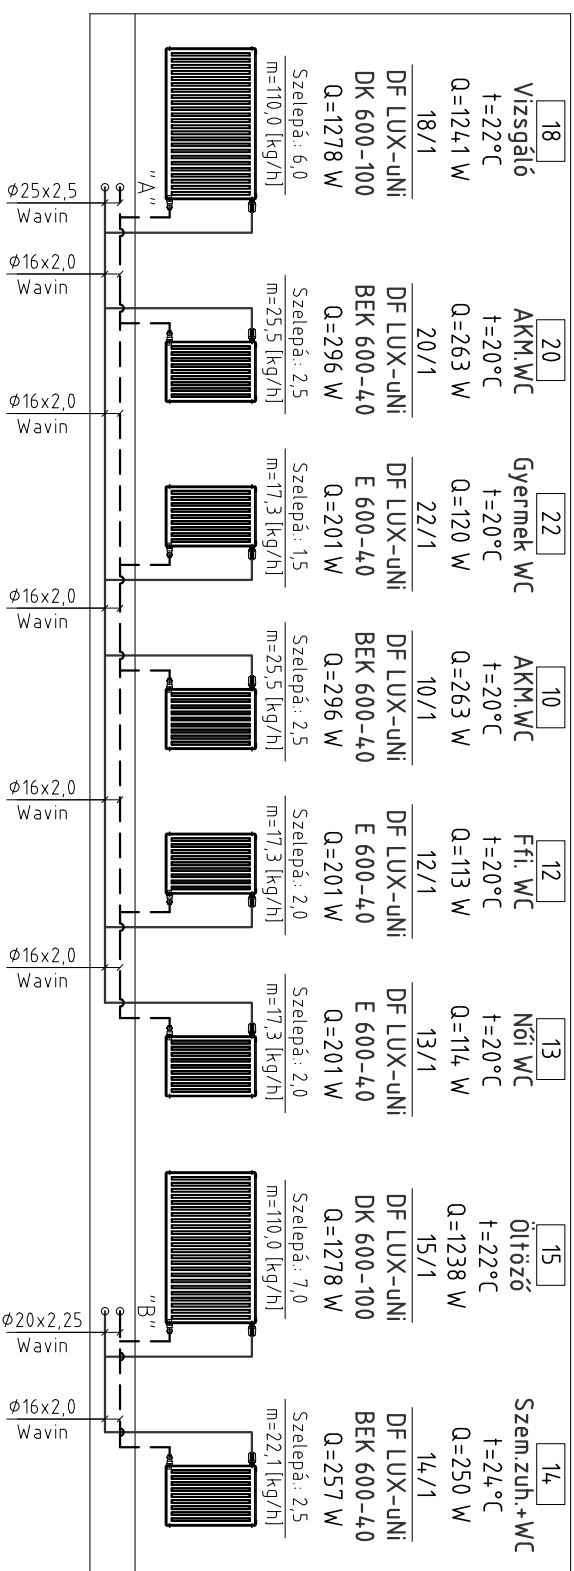 18
Vizsgáló
t=22°C
Q=1241 W
18/1
DF LUX-uNi
DK 600-100
Q=1278 W
Szelepá.: 6,0
m=110,0 [kg/h]
20
AKM.WC
t=20°C
Q=263 W
20/1
DF LUX-uNi
BEK 600-40
Q=296 W
Szelepá.: 2,5
m=25,5 [kg/h]
22
Gyermek WC
t=20°C
Q=120 W
22/1
DF LUX-uNi
E 600-40
Q=201 W
Szelepá.: 1,5
m=17,3 [kg/h]
10
AKM.WC
t=20°C
Q=263 W
10/1
DF LUX-uNi
BEK 600-40
Q=296 W
Szelepá.: 2,5
m=25,5 [kg/h]
12
Ffi. WC
t=20°C
Q=113 W
12/1
DF LUX-uNi
E 600-40
Q=201 W
Szelepá.: 2,0
m=17,3 [kg/h]
13
Női WC
t=20°C
Q=114 W
13/1
DF LUX-uNi
E 600-40
Q=201 W
Szelepá.: 2,0
m=17,3 [kg/h]
15
Öltöző
t=22°C
Q=1238 W
15/1
DF LUX-uNi
DK 600-100
Q=1278 W
Szelepá.: 7,0
m=110,0 [kg/h]
14
Szem.zuh.+WC
t=24°C
Q=250 W
14/1
DF LUX-uNi
BEK 600-40
Q=257 W
Szelepá.: 2,5
m=22,1 [kg/h]
"A"
"B"
Φ25x2,5
Wavin
Φ16x2,0
Wavin
Φ16x2,0
Wavin
Φ16x2,0
Wavin
Φ16x2,0
Wavin
Φ16x2,0
Wavin
Φ20x2,25
Wavin
Φ16x2,0
Wavin